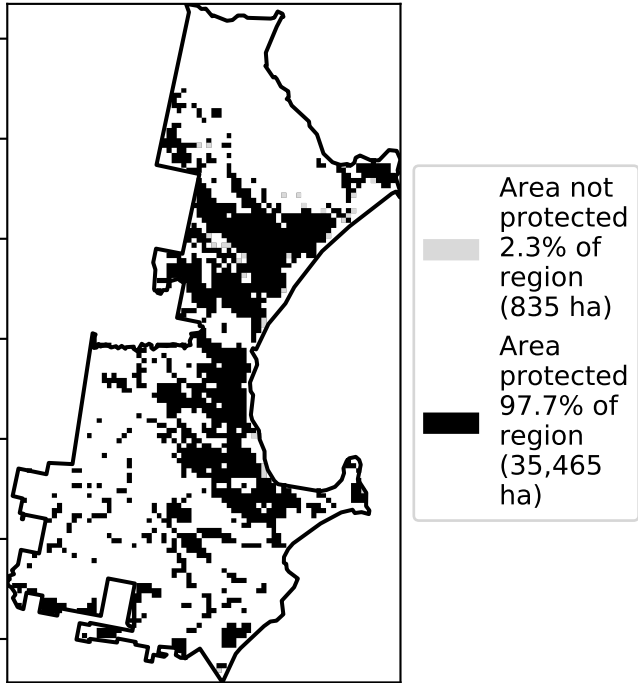 Area not
protected
2.3% of
region
(835 ha)
Area
protected
97.7% of
region
(35,465
ha)